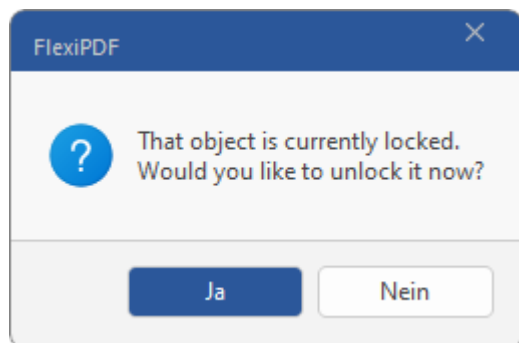 FlexiPDF
That object is currently locked.
Would you like to unlock it now?
Ja
Nein